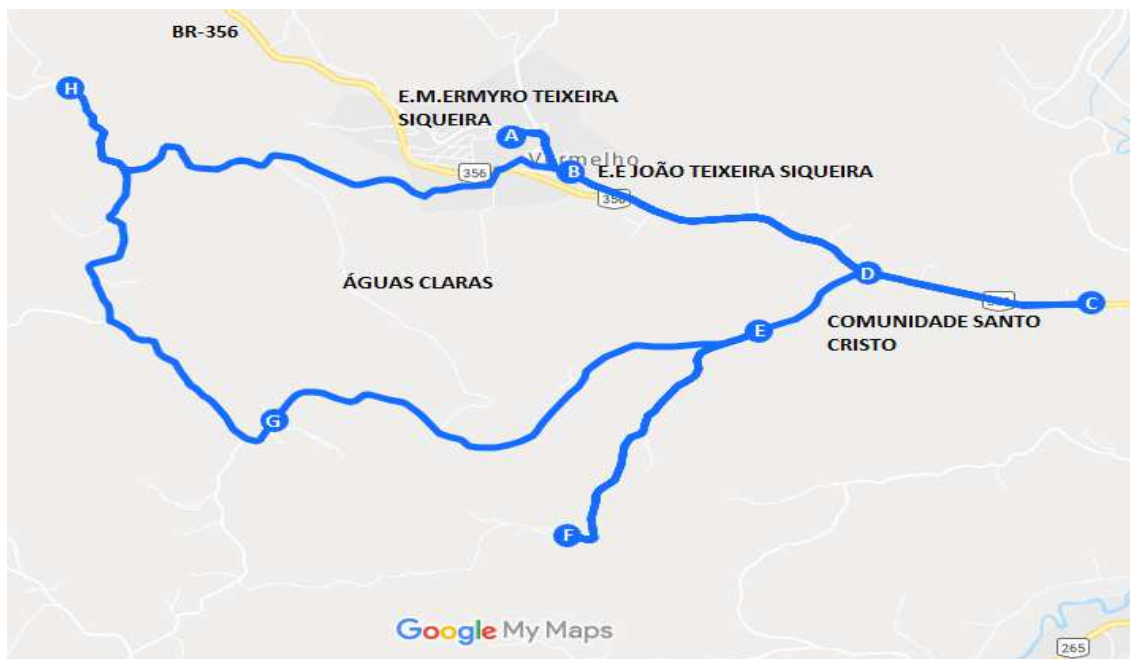 BR-356
H
E.M.ERMYRO TEIXEIRA
SIQUEIRA
A
Vermelho
356
B
E.E JOÃO TEIXEIRA SIQUEIRA
356
D
ÁGUAS CLARAS
C
COMUNIDADE SANTO
CRISTO
E
G
F
Google My Maps
265